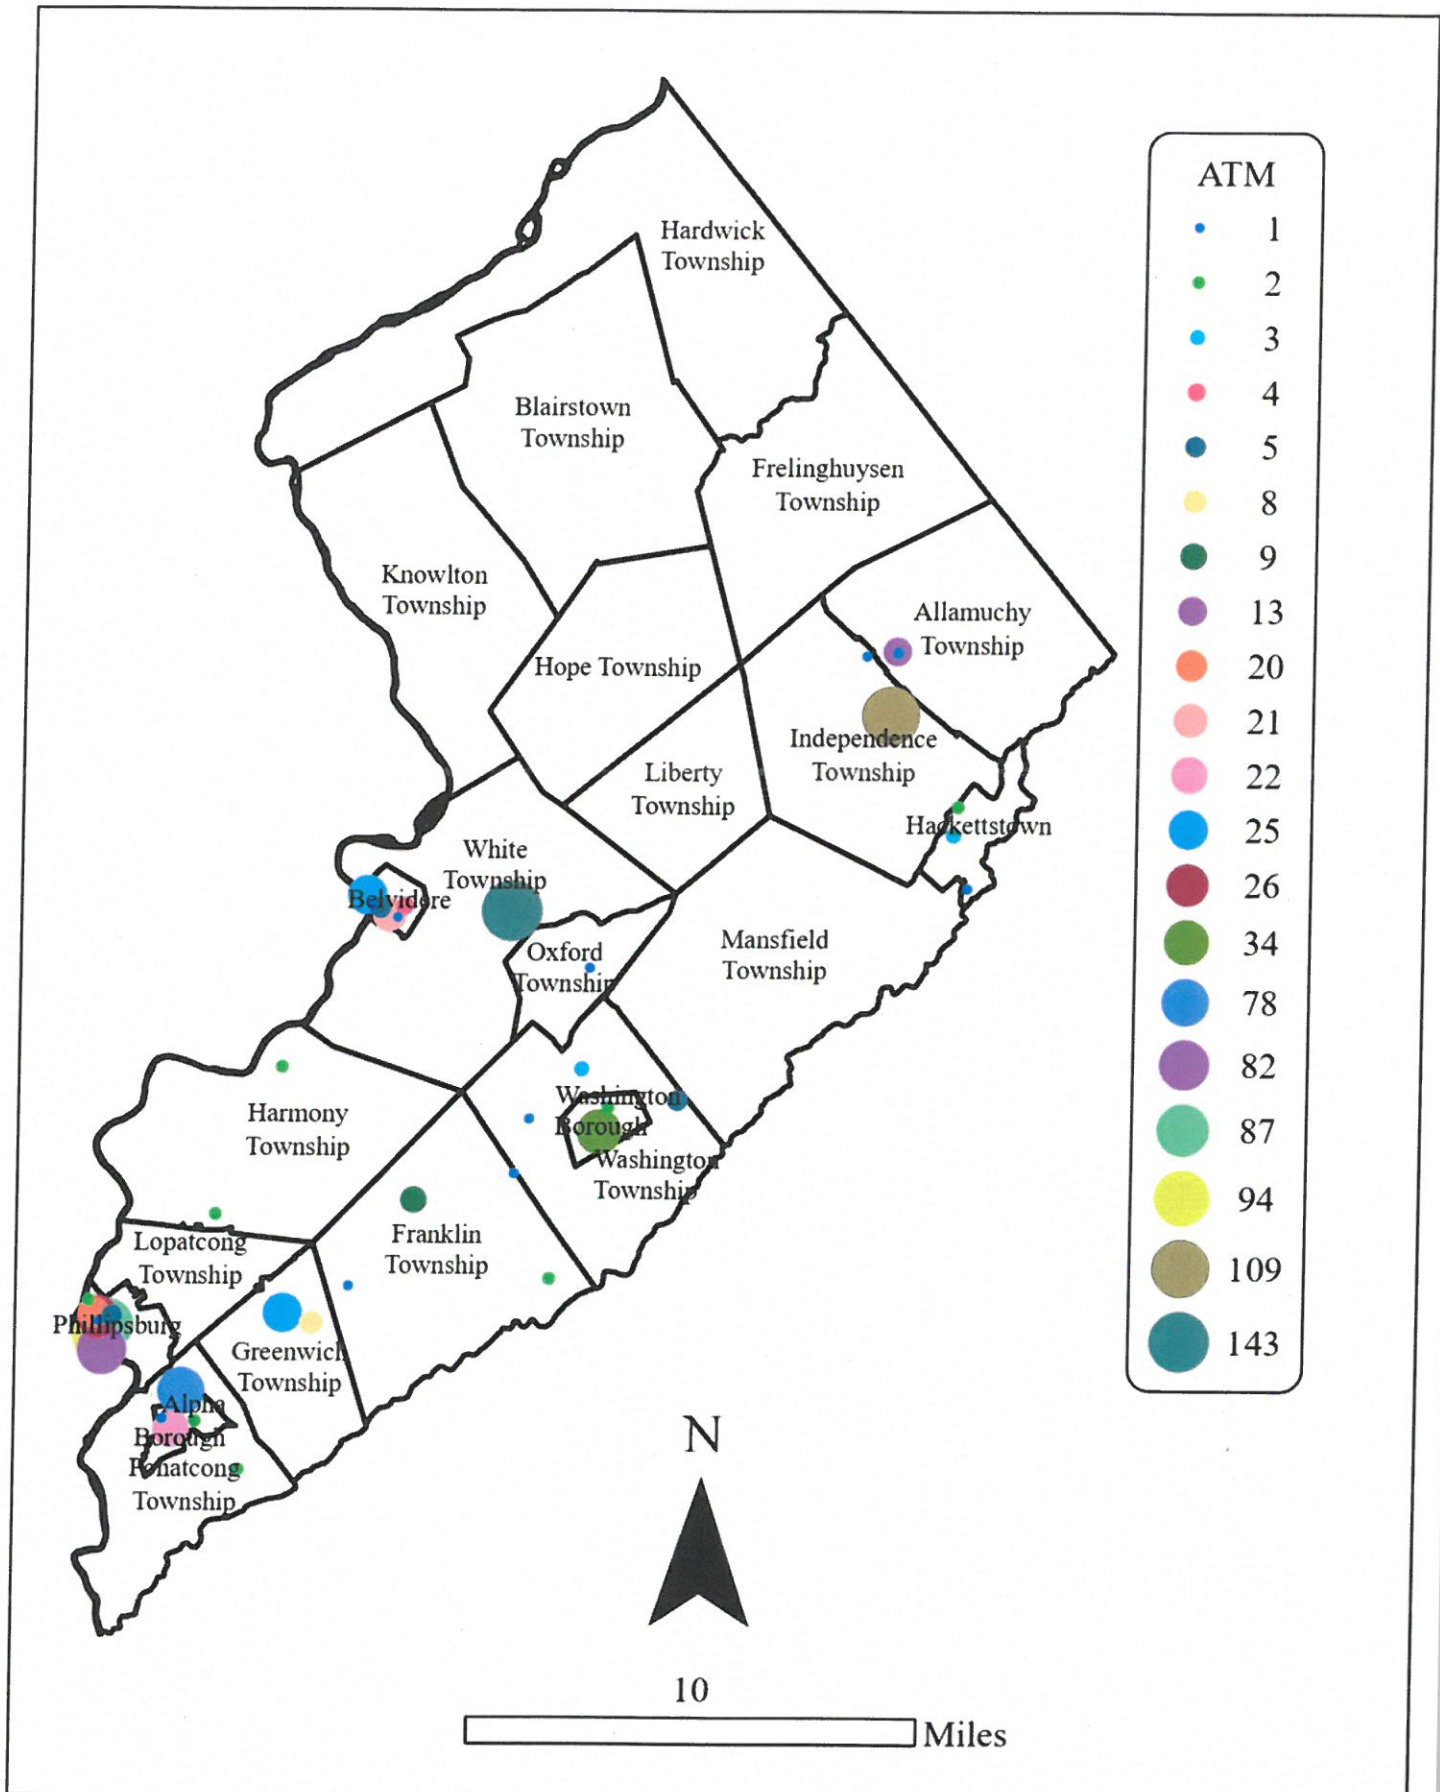 Hardwick
Township
Blairstown
Township
Frelinghuysen
Township
Knowlton
Township
Allamuchy
Township
Hope Township
Independence
Township
Liberty
Township
Hackettstown
White
Township
Belvidere
Mansfield
Township
Oxford
Township
Washington
Borough
Washington
Township
Harmony
Township
Franklin
Township
Lopatcong
Township
Phillipsburg
Greenwich
Township
Alpha
Borough
Pohatcong
Township
ATM
1
2
3
4
5
8
9
13
20
21
22
25
26
34
78
82
87
94
109
143
N
10
Miles